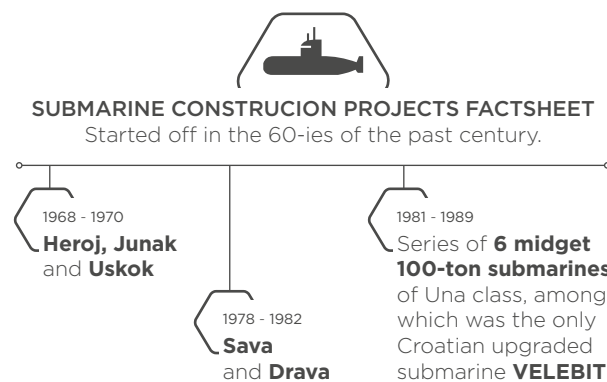 SUBMARINE CONSTRUCION PROJECTS FACTSHEET
Started off in the 60-ies of the past century.
1968 - 1970
Heroj, Junak
and Uskok
1978 - 1982
Sava
and Drava
1981 - 1989
Series of 6 midget
100-ton submarines
of Una class, among
which was the only
Croatian upgraded
submarine VELEBIT